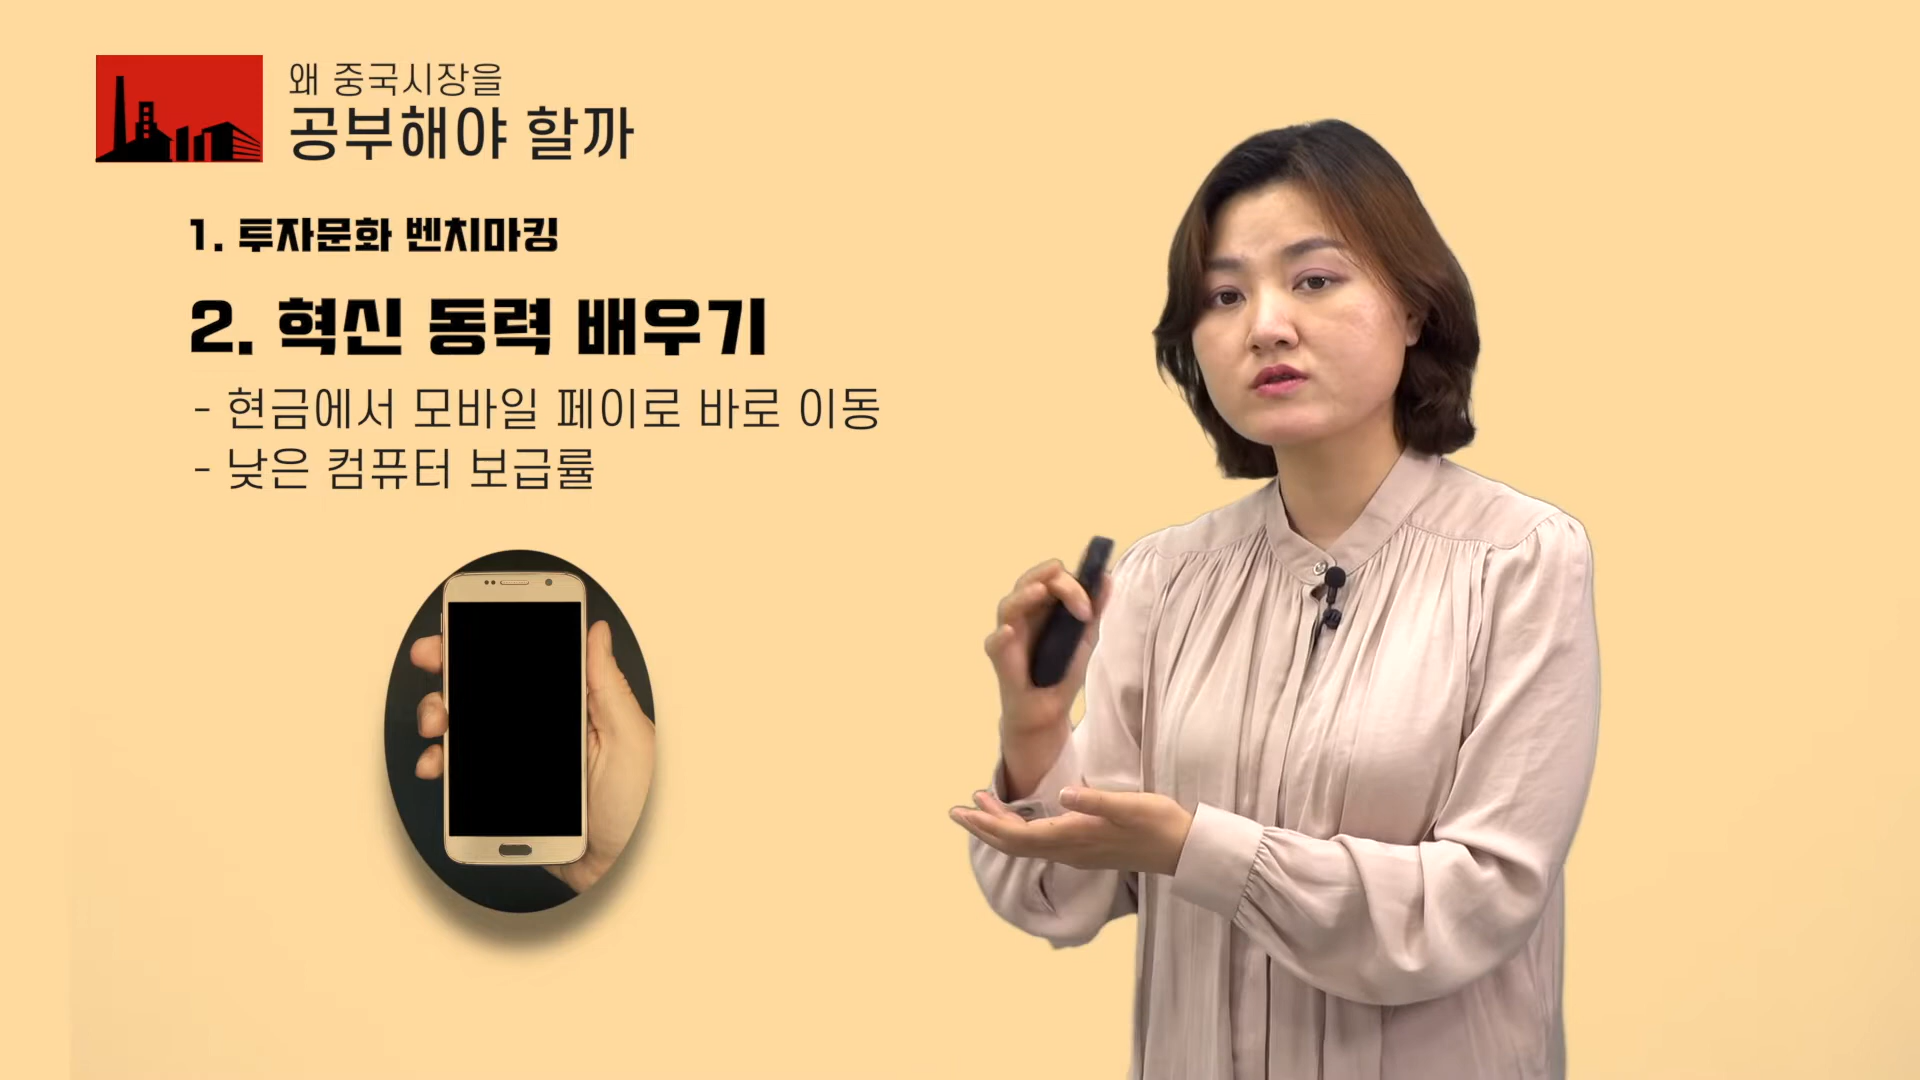 왜 중국시장을
공부해야 할까
1. 투자문화 벤치마킹
2. 혁신 동력 배우기
- 현금에서 모바일 페이로 바로 이동
- 낮은 컴퓨터 보급률